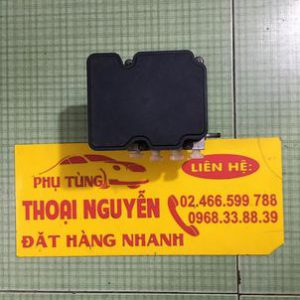 PHỤ TÙNG
THOẠI NGUYỄN
ĐẶT HÀNG NHANH
LIÊN HỆ:
02.466.599 788
0968.33.88.39